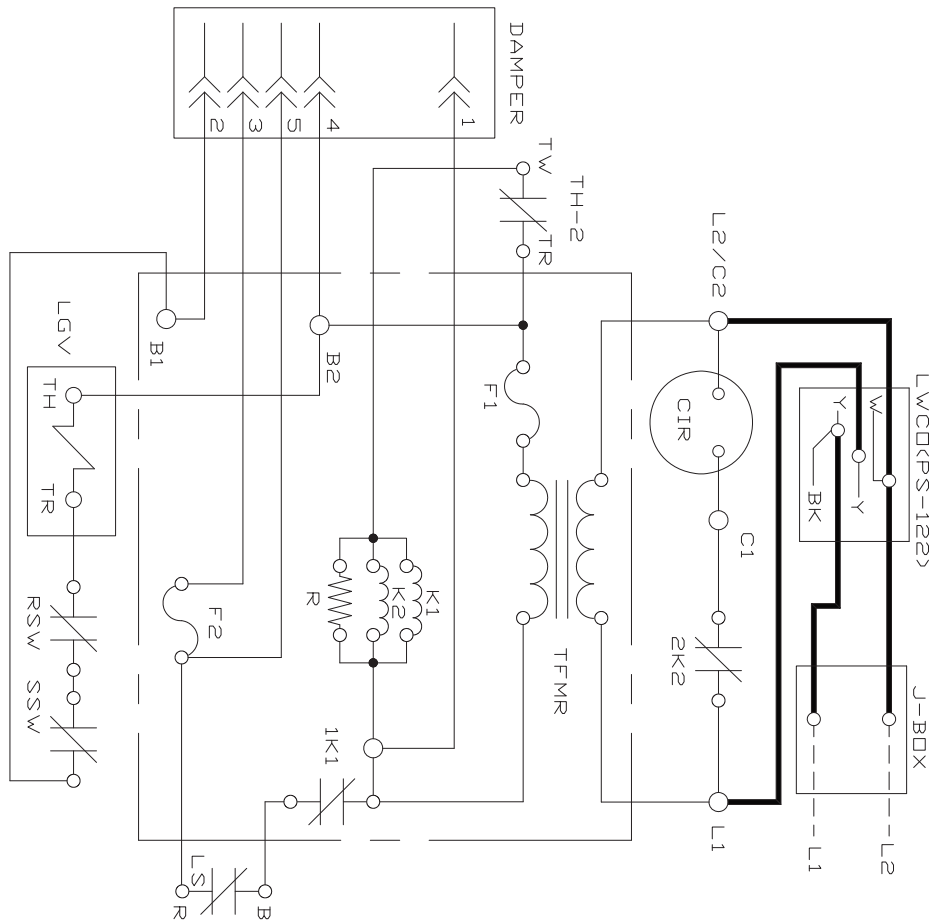 DAMPER
1
4
5
3
2
TW
TH-2
TR
L2/C2
LWCO(PS-122)
W
Y
Y
BK
CIR
C1
2K2
J-BOX
L1
L2
L1
B1
B2
F1
LGV
TH
TR
RSW
SSW
F2
R
K2
K1
TFMR
1K1
LS
R
B